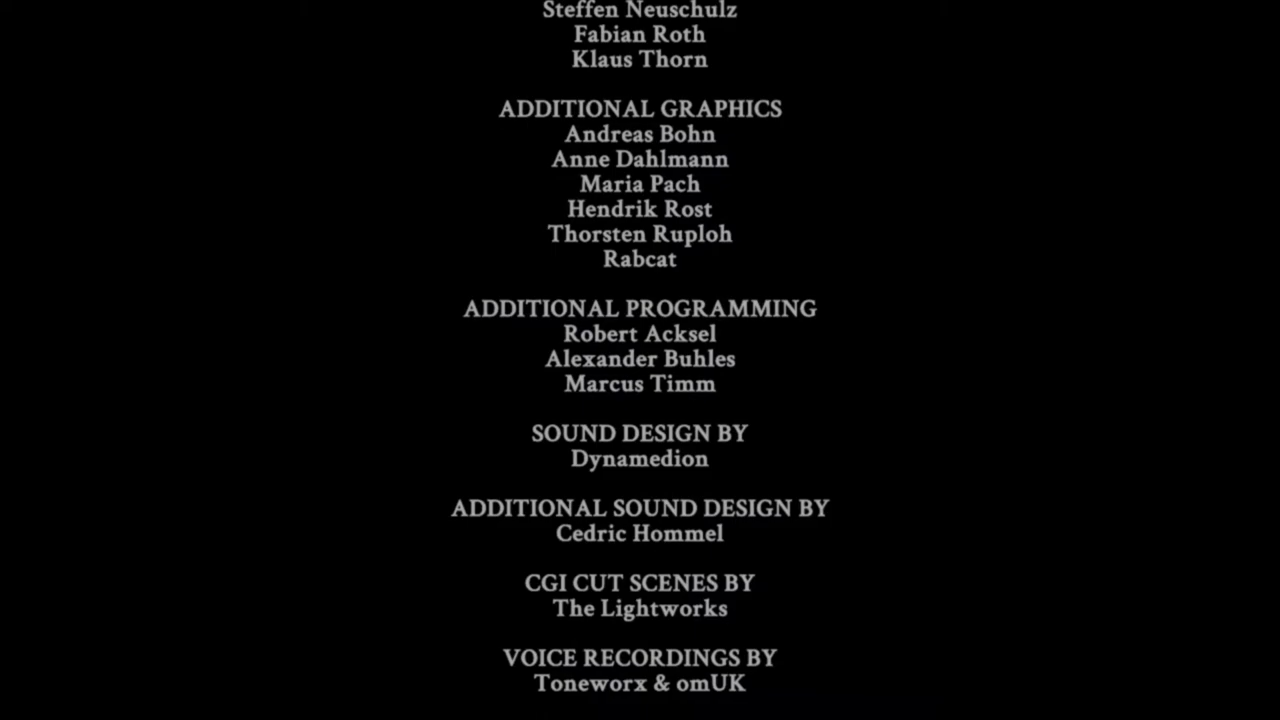 Steffen Neuschulz
Fabian Roth
Klaus Thorn
ADDITIONAL GRAPHICS
Andreas Bohn
Anne Dahlmann
Maria Pach
Hendrik Rost
Thorsten Ruploh
Rabcat
ADDITIONAL PROGRAMMING
Robert Acksel
Alexander Buhles
Marcus Timm
SOUND DESIGN BY
Dynamedion
ADDITIONAL SOUND DESIGN BY
Cedric Hommel
CGI CUT SCENES BY
The Lightworks
VOICE RECORDINGS BY
Toneworx & omUK